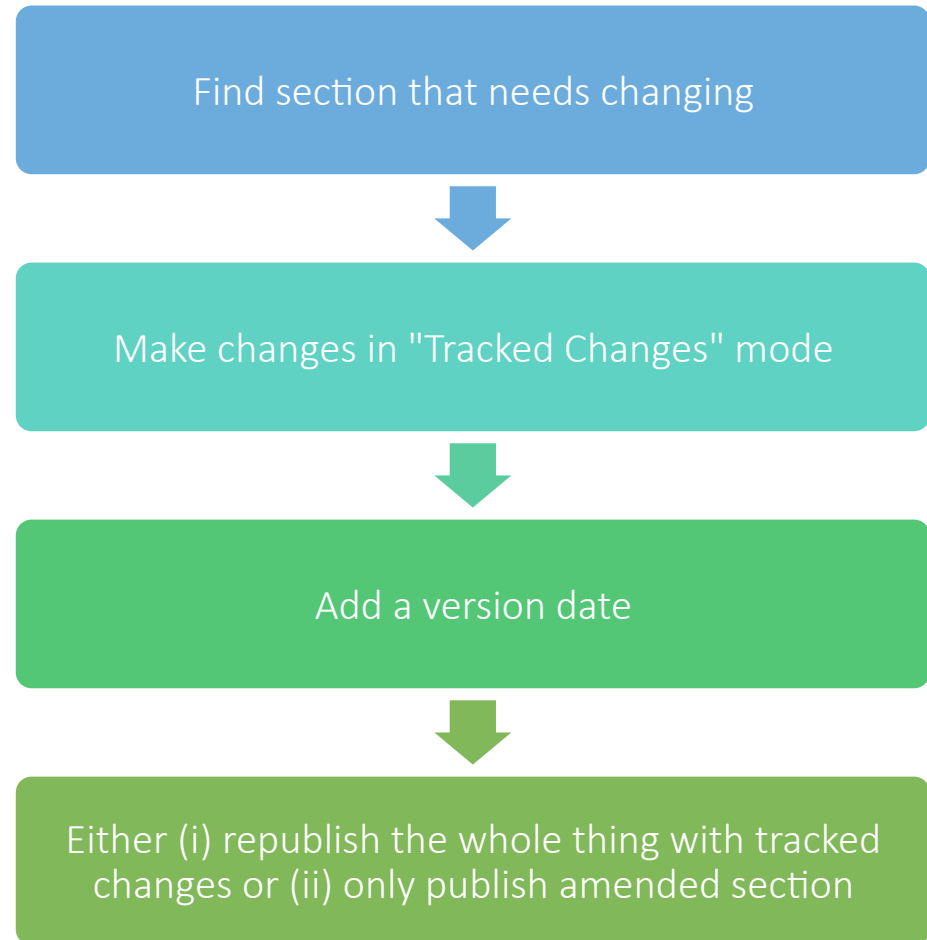 Find section that needs changing
Make changes in "Tracked Changes" mode
Add a version date
Either (i) republish the whole thing with tracked
changes or (ii) only publish amended section